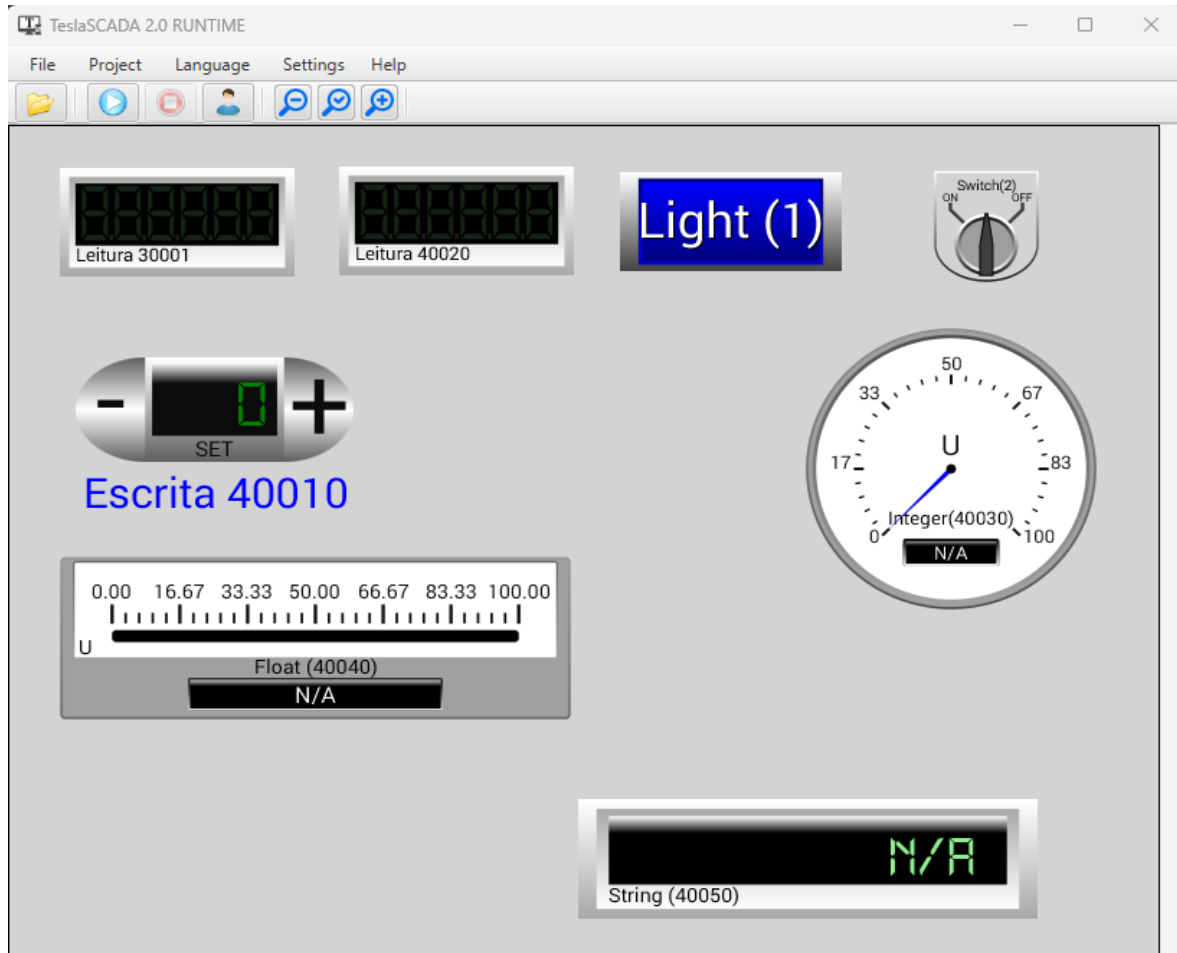 TeslaSCADA 2.0 RUNTIME
File Project Language Settings Help
Leitura 30001
Leitura 40020
Light (1)
Switch(2)
ON OFF
0
SET
Escrita 40010
50
33 67
17 83
U
Integer(40030)
0 100
N/A
0.00 16.67 33.33 50.00 66.67 83.33 100.00
U
Float (40040)
N/A
N/A
String (40050)